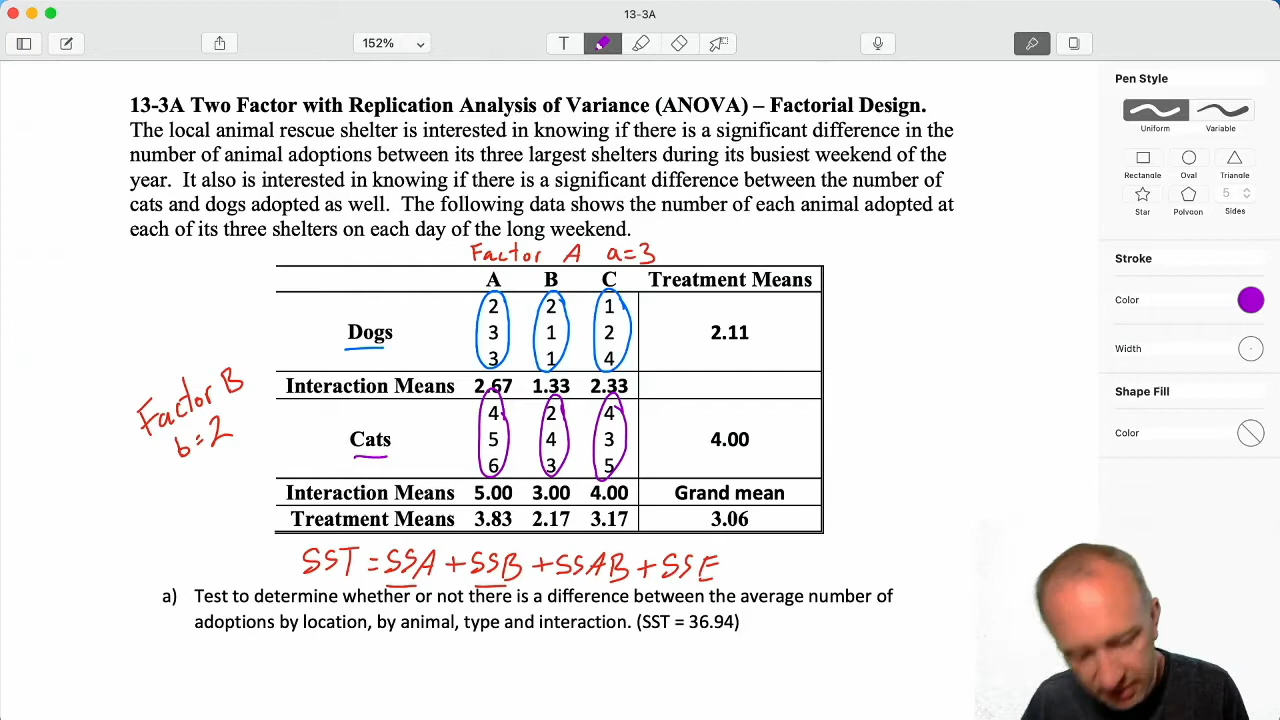 13-3A
152%
T
Pen Style
Uniform Variable
Rectangle Oval Triangle
5
Star Polygon Sides
Stroke
Color
Width
Shape Fill
Color
13-3A Two Factor with Replication Analysis of Variance (ANOVA) – Factorial Design.
The local animal rescue shelter is interested in knowing if there is a significant difference in the
number of animal adoptions between its three largest shelters during its busiest weekend of the
year. It also is interested in knowing if there is a significant difference between the number of
cats and dogs adopted as well. The following data shows the number of each animal adopted at
each of its three shelters on each day of the long weekend.
Factor A a=3
A B C Treatment Means
2 2 1
Dogs 3 1 2 2.11
3 1 4
Interaction Means 2.67 1.33 2.33
Factor B
b=2
4 2 4
Cats 5 4 3 4.00
6 3 5
Interaction Means 5.00 3.00 4.00 Grand mean
Treatment Means 3.83 2.17 3.17 3.06
SST = SSA + SSB + SSAB + SSE
a) Test to determine whether or not there is a difference between the average number of
adoptions by location, by animal, type and interaction. (SST = 36.94)